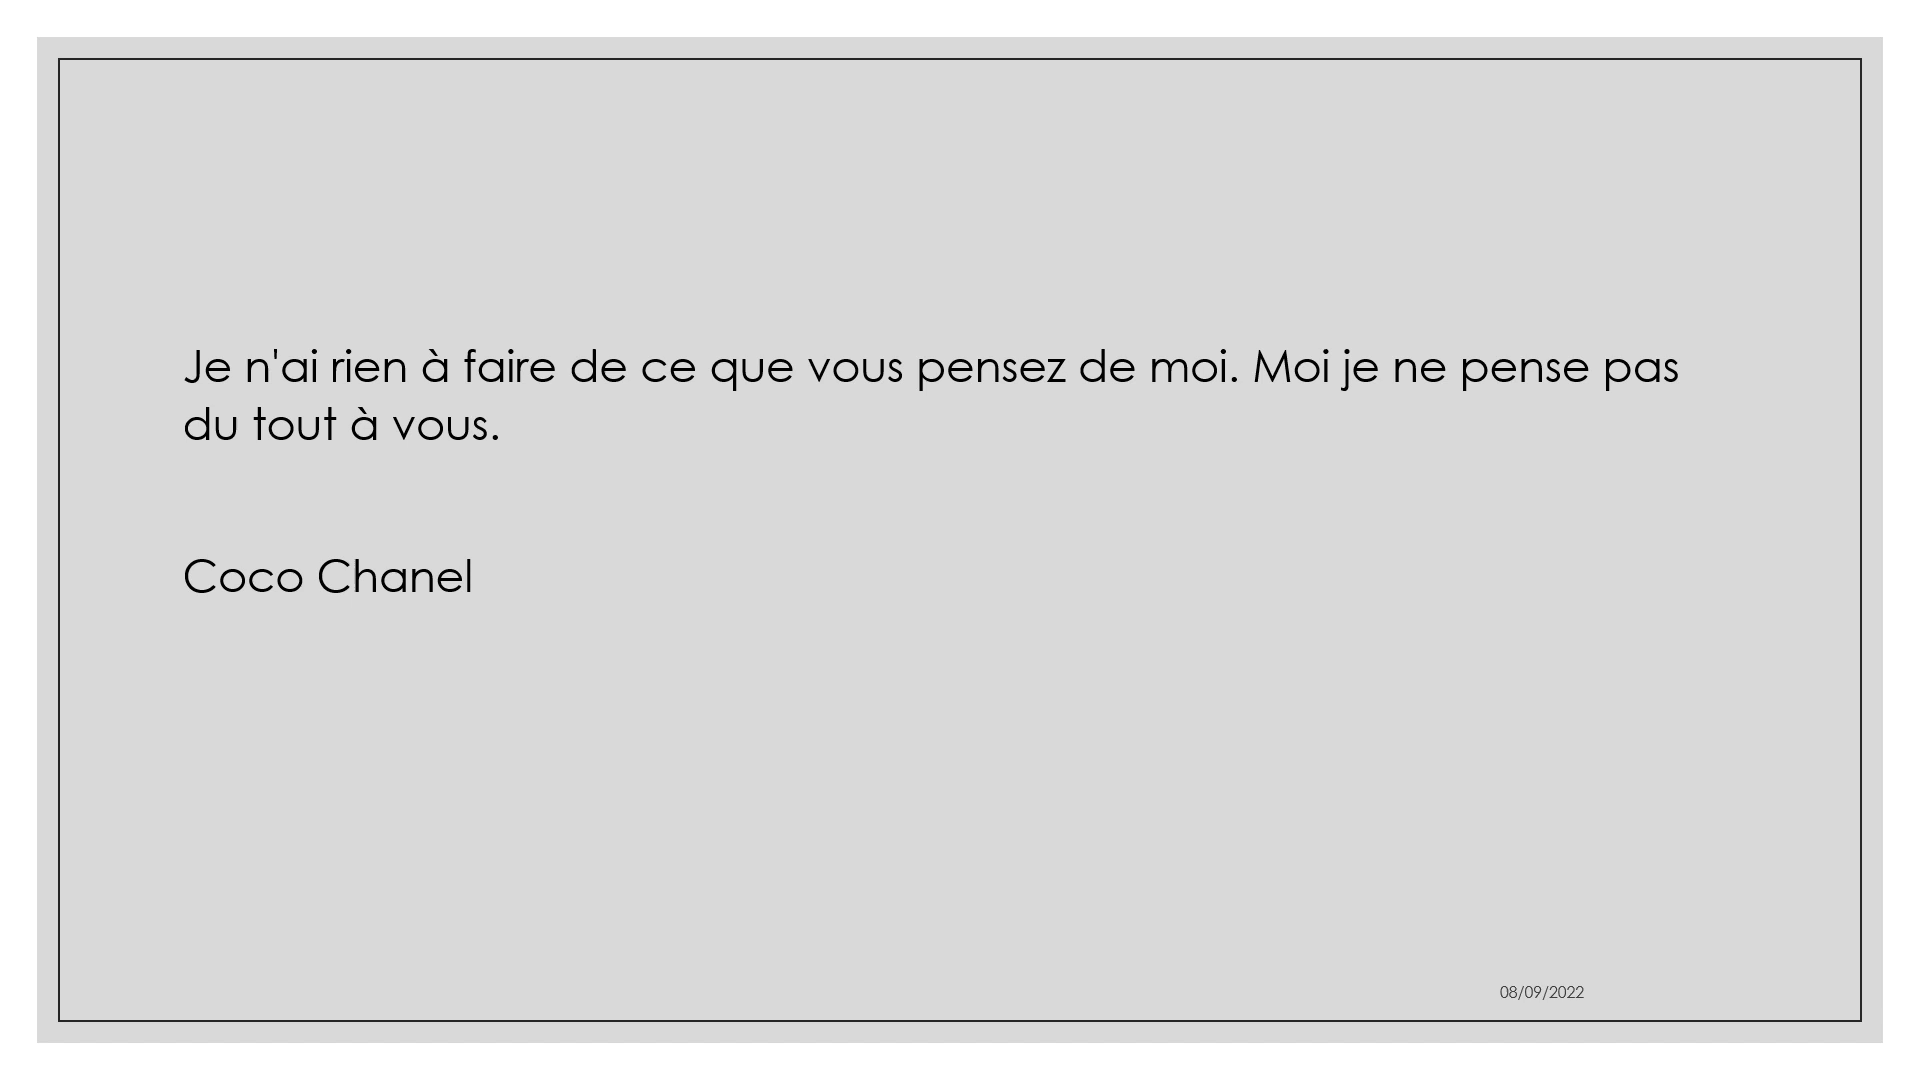 Je n'ai rien à faire de ce que vous pensez de moi. Moi je ne pense pas
du tout à vous.
Coco Chanel
08/09/2022